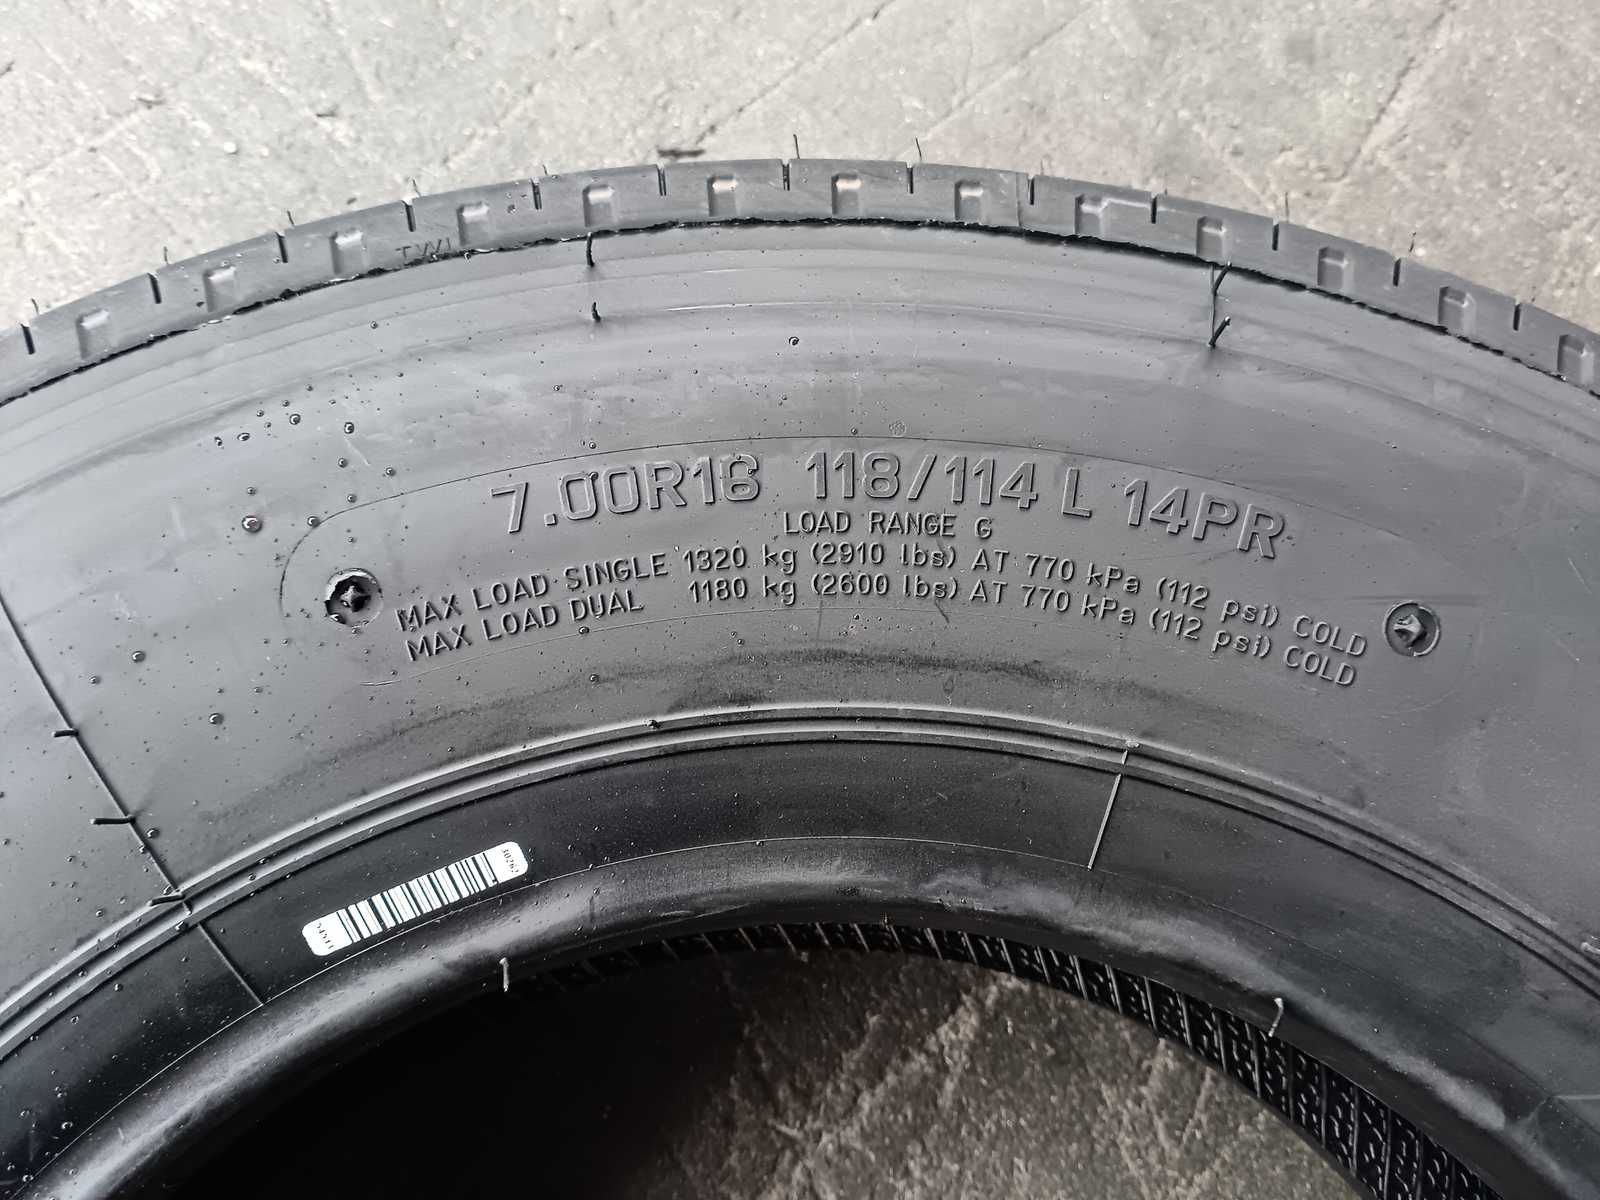 TWI
7.00R16 118/114 L 14PR
LOAD RANGE G
MAX LOAD SINGLE 1320 kg (2910 lbs) AT 770 kPa (112 psi) COLD
MAX LOAD DUAL 1180 kg (2600 lbs) AT 770 kPa (112 psi) COLD